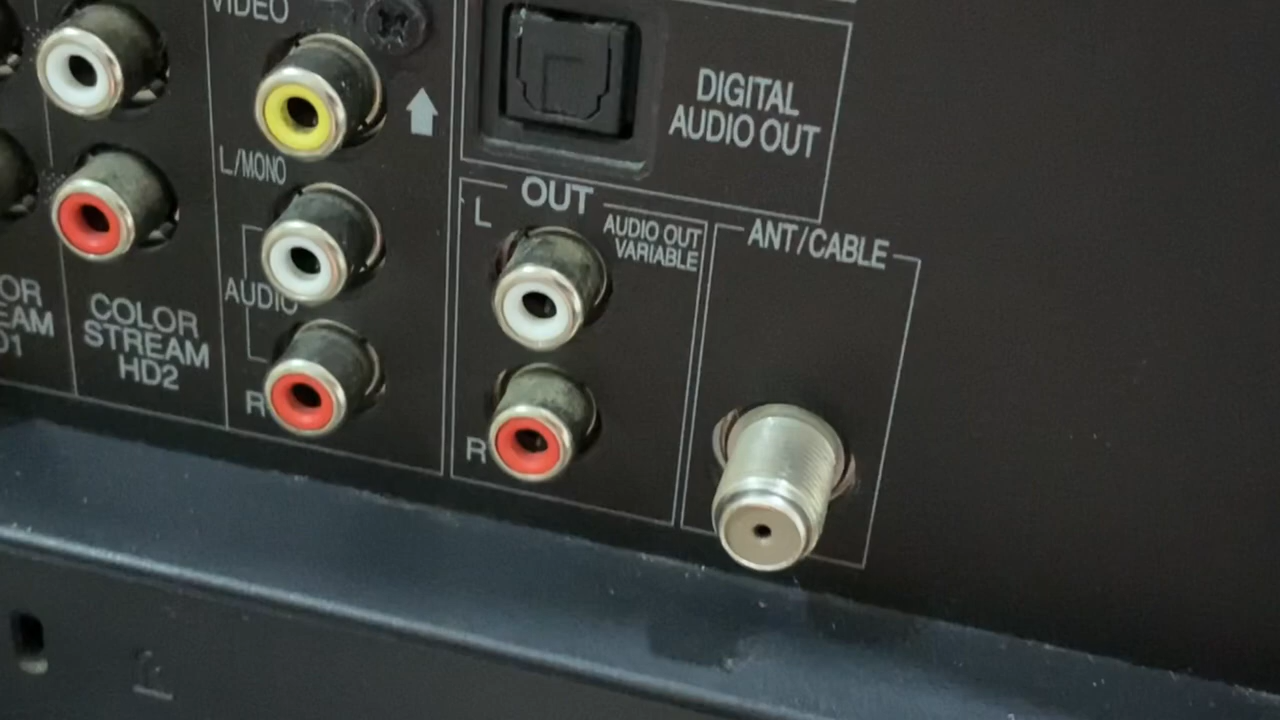 VIDEO
L/MONO
AUDIO
R
COLOR
STREAM
HD2
DIGITAL
AUDIO OUT
OUT
L
AUDIO OUT
VARIABLE
R
ANT/CABLE